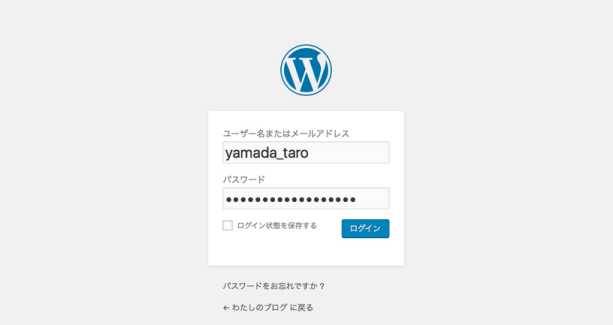 ユーザー名またはメールアドレス
yamada_taro
パスワード
●●●●●●●●●●●●●●●●●●
ログイン状態を保存する
ログイン
パスワードをお忘れですか ?
← わたしのブログ に戻る